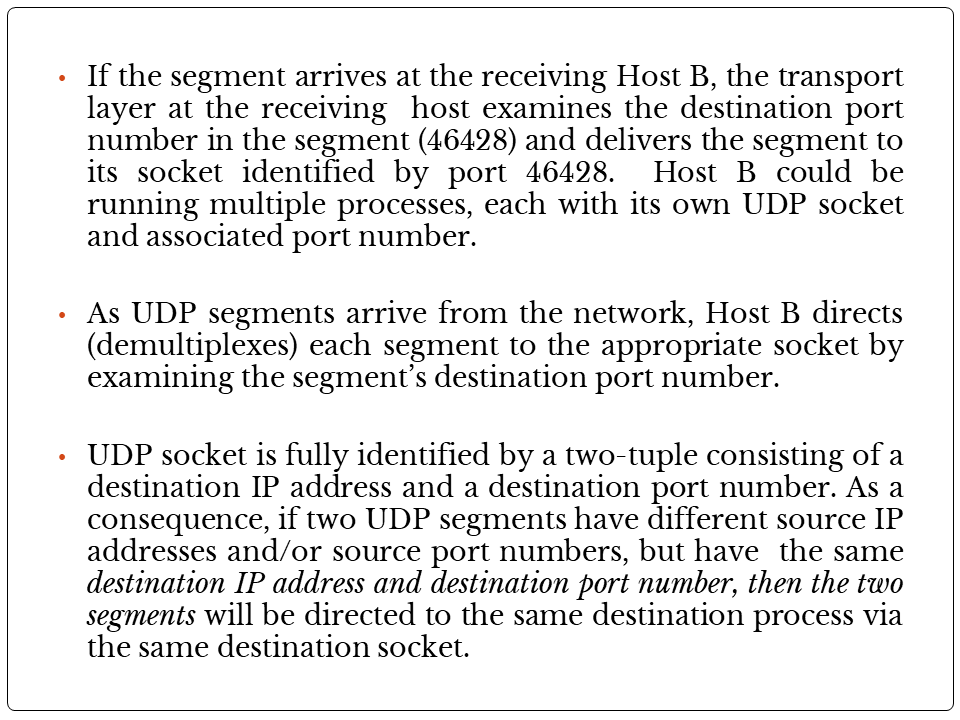 • If the segment arrives at the receiving Host B, the transport
layer at the receiving  host examines the destination port
number in the segment (46428) and delivers the segment to
its socket identified by port 46428.  Host B could be
running multiple processes, each with its own UDP socket
and associated port number.
• As UDP segments arrive from the network, Host B directs
(demultiplexes) each segment to the appropriate socket by
examining the segment’s destination port number.
• UDP socket is fully identified by a two-tuple consisting of a
destination IP address and a destination port number. As a
consequence, if two UDP segments have different source IP
addresses and/or source port numbers, but have  the same
destination IP address and destination port number, then the two
segments will be directed to the same destination process via
the same destination socket.